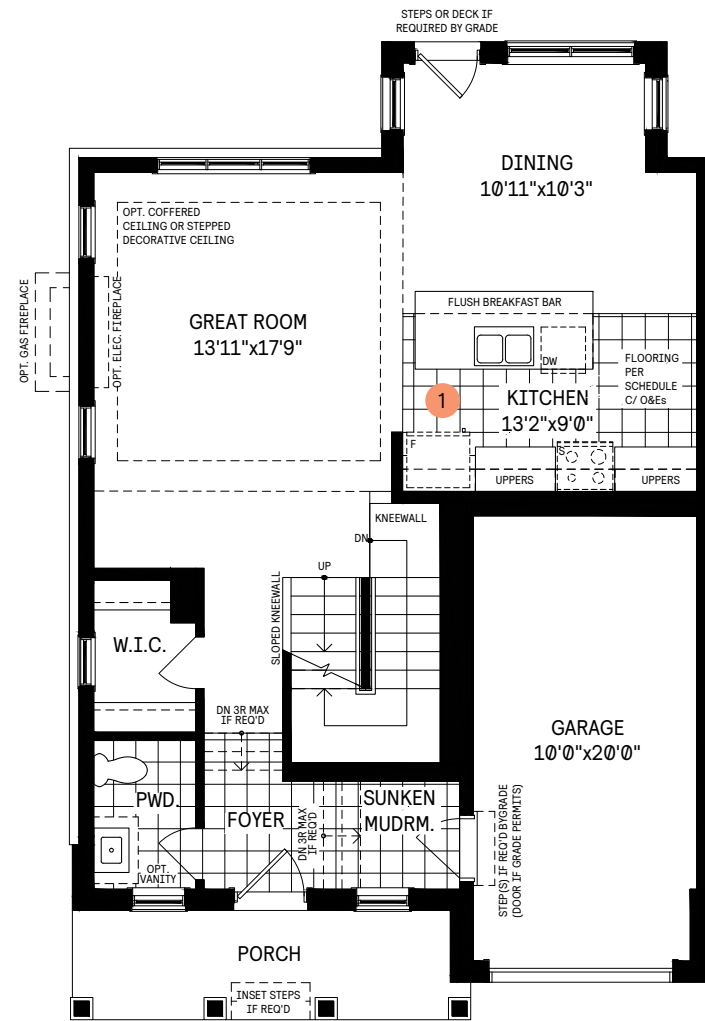 STEPS OR DECK IF
REQUIRED BY GRADE
DINING
10'11"x10'3"
OPT. COFFERED
CEILING OR STEPPED
DECORATIVE CEILING
OPT. GAS FIREPLACE
OPT. ELEC. FIREPLACE
GREAT ROOM
13'11"x17'9"
FLUSH BREAKFAST BAR
DW
FLOORING
PER
SCHEDULE
C/ O&Es
1
KITCHEN
13'2"x9'0"
F
S
UPPERS
UPPERS
KNEEWALL
DN
UP
SLOPED KNEEWALL
W.I.C.
DN 3R MAX
IF REQ'D
GARAGE
10'0"x20'0"
PWD.
FOYER
DN 3R MAX
IF REQ'D
SUNKEN
MUDRM.
STEP(S) IF REQ'D BYGRADE
(DOOR IF GRADE PERMITS)
OPT.
VANITY
PORCH
INSET STEPS
IF REQ'D